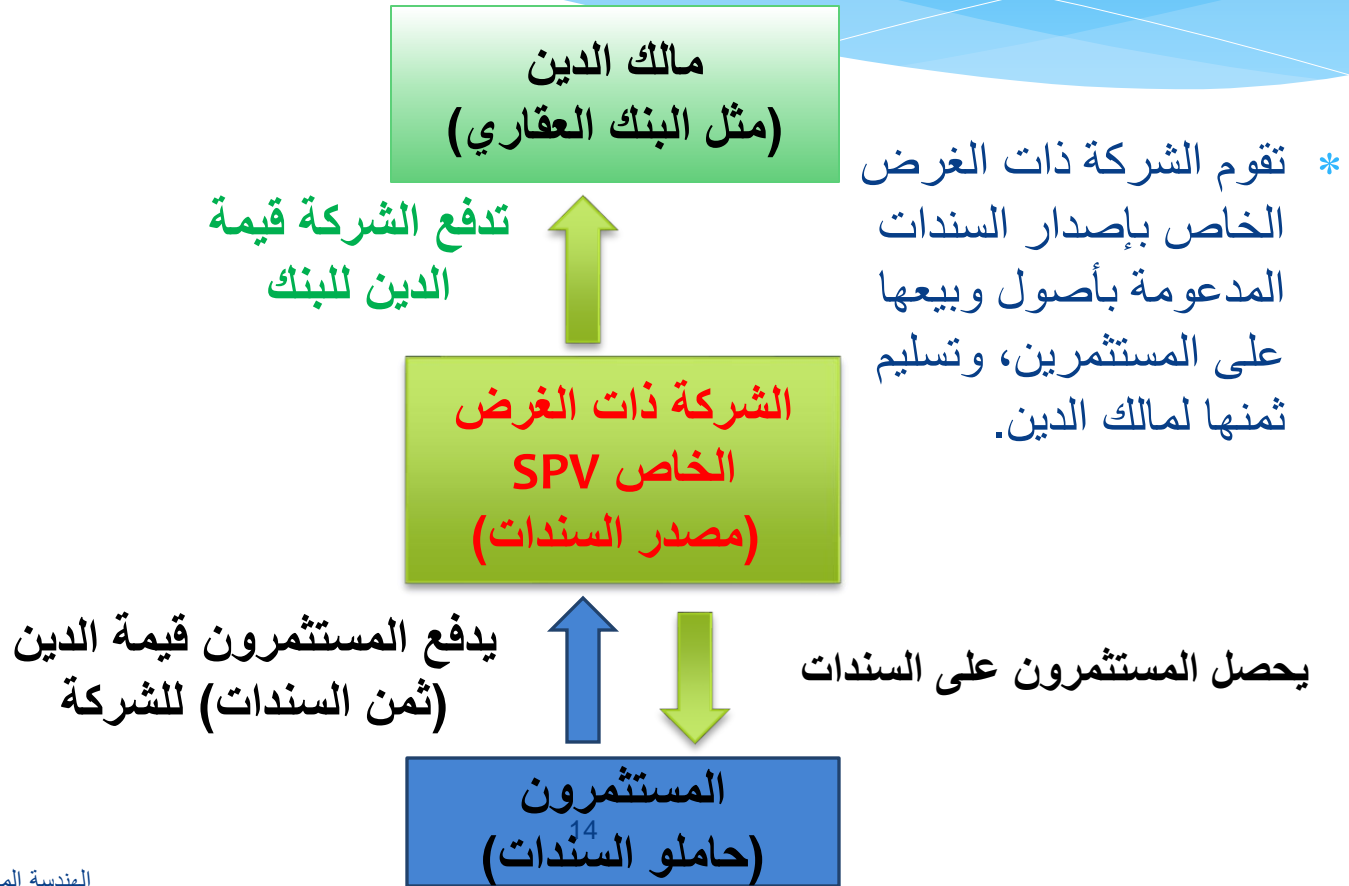 مالك الدين
(مثل البنك العقاري)
* تقوم الشركة ذات الغرض
الخاص بإصدار السندات
المدعومة بأصول وبيعها
على المستثمرين، وتسليم
ثمنها لمالك الدين.
تدفع الشركة قيمة
الدين للبنك
الشركة ذات الغرض
الخاص SPV
(مصدر السندات)
يدفع المستثمرون قيمة الدين
(ثمن السندات) للشركة
يحصل المستثمرون على السندات
المستثمرون
(حاملو السندات)
14
الهندسة